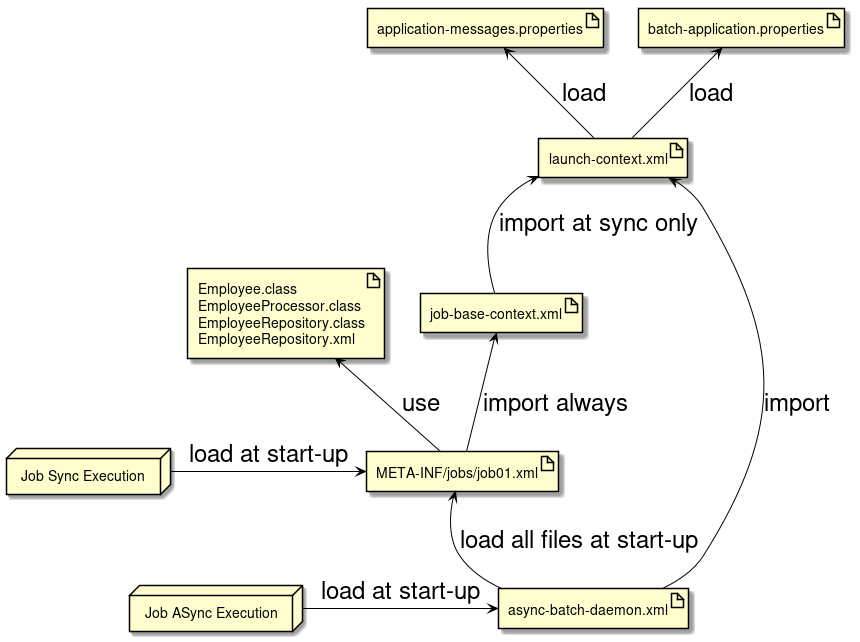 application-messages.properties
batch-application.properties
load
load
launch-context.xml
import at sync only
Employee.class
EmployeeProcessor.class
EmployeeRepository.class
EmployeeRepository.xml
job-base-context.xml
use
import always
import
load at start-up
Job Sync Execution
META-INF/jobs/job01.xml
load all files at start-up
load at start-up
Job ASync Execution
async-batch-daemon.xml